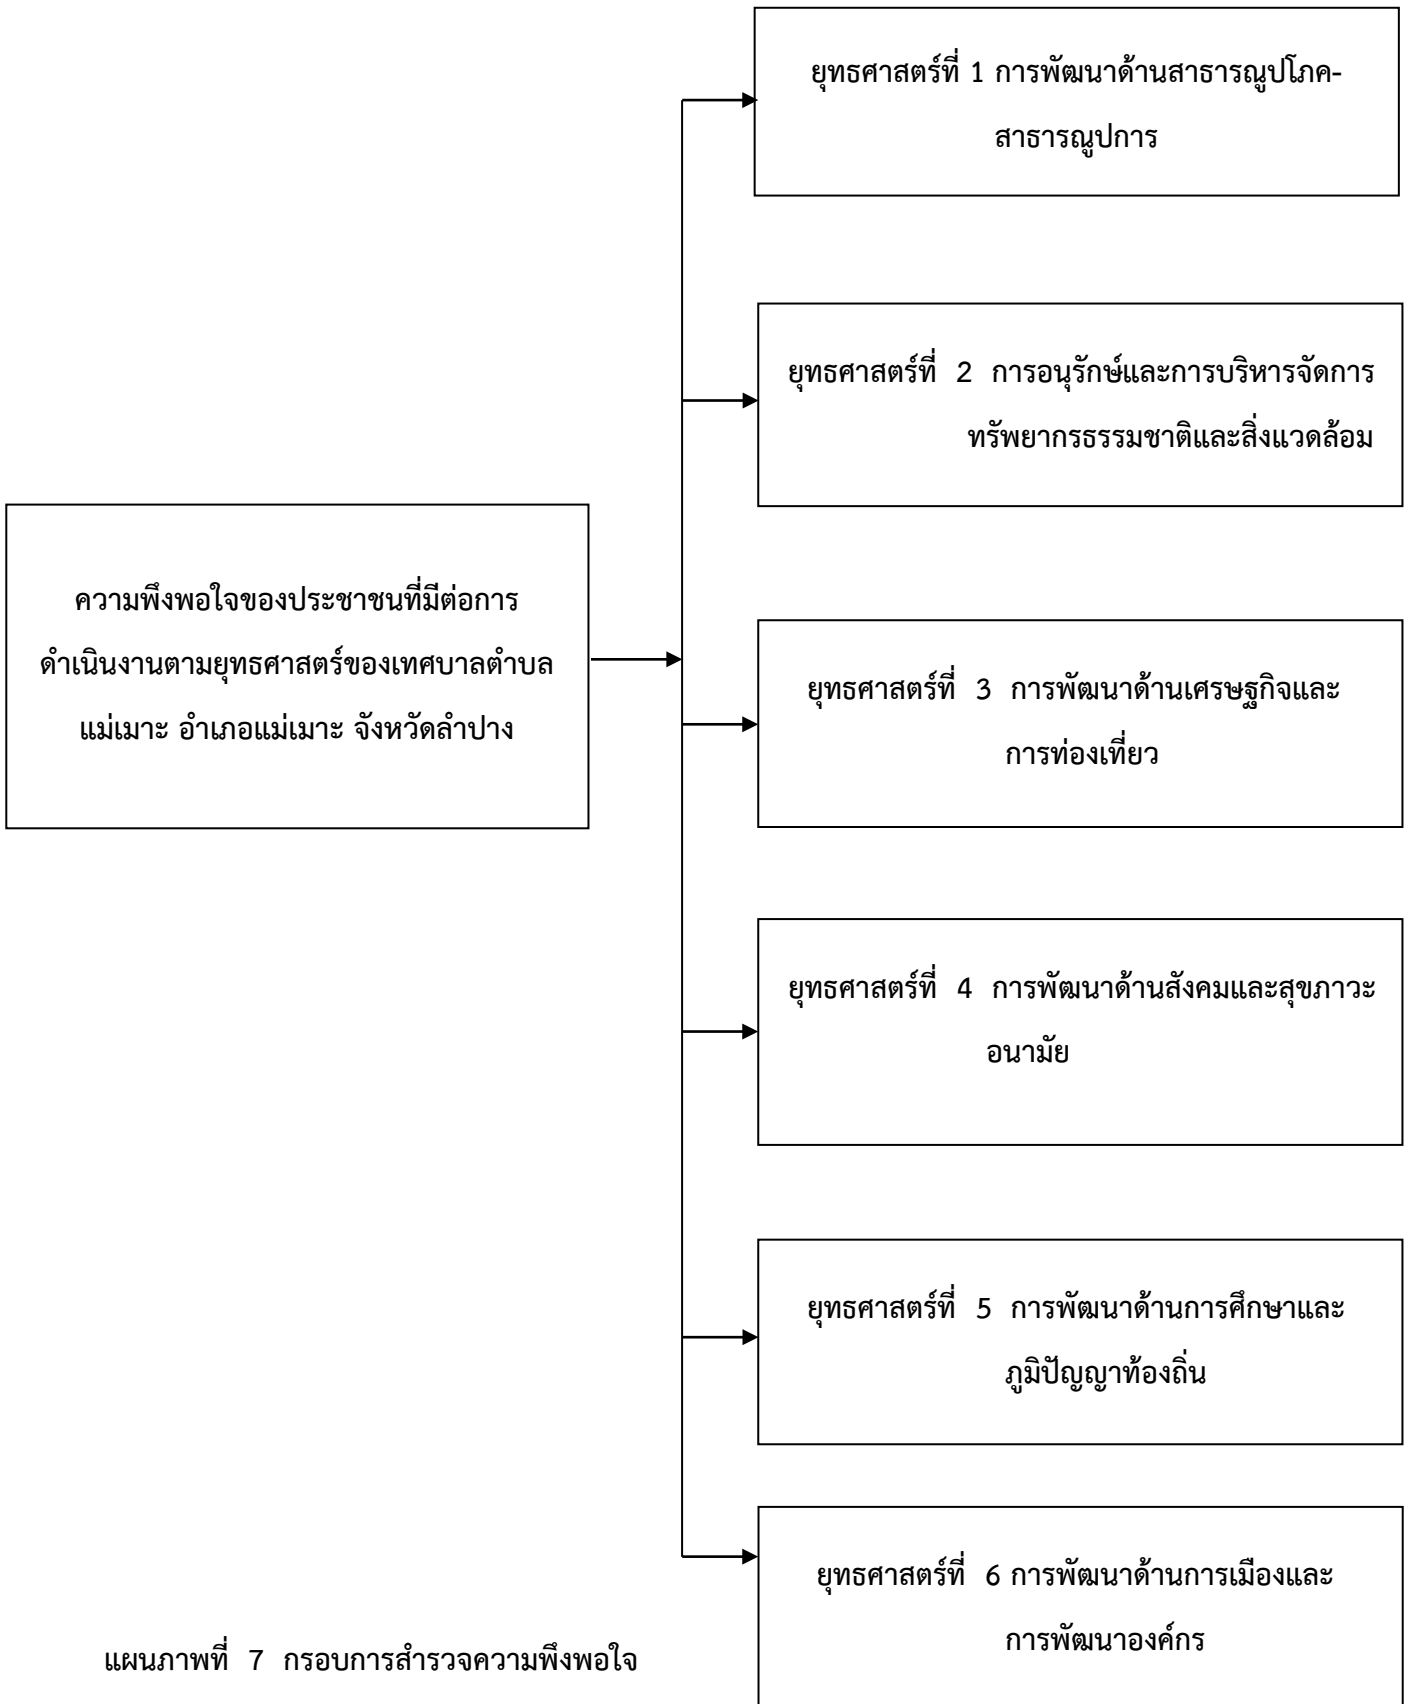 ยุทธศาสตร์ที่ 1 การพัฒนาด้านสาธารณูปโภค-
สาธารณูปการ
ยุทธศาสตร์ที่ 2 การอนุรักษ์และการบริหารจัดการ
ทรัพยากรธรรมชาติและสิ่งแวดล้อม
ความพึงพอใจของประชาชนที่มีต่อการ
ดำเนินงานตามยุทธศาสตร์ของเทศบาลตำบล
แม่เมาะ อำเภอแม่เมาะ จังหวัดลำปาง
ยุทธศาสตร์ที่ 3 การพัฒนาด้านเศรษฐกิจและ
การท่องเที่ยว
ยุทธศาสตร์ที่ 4 การพัฒนาด้านสังคมและสุขภาวะ
อนามัย
ยุทธศาสตร์ที่ 5 การพัฒนาด้านการศึกษาและ
ภูมิปัญญาท้องถิ่น
ยุทธศาสตร์ที่ 6 การพัฒนาด้านการเมืองและ
การพัฒนาองค์กร
แผนภาพที่ 7 กรอบการสำรวจความพึงพอใจ